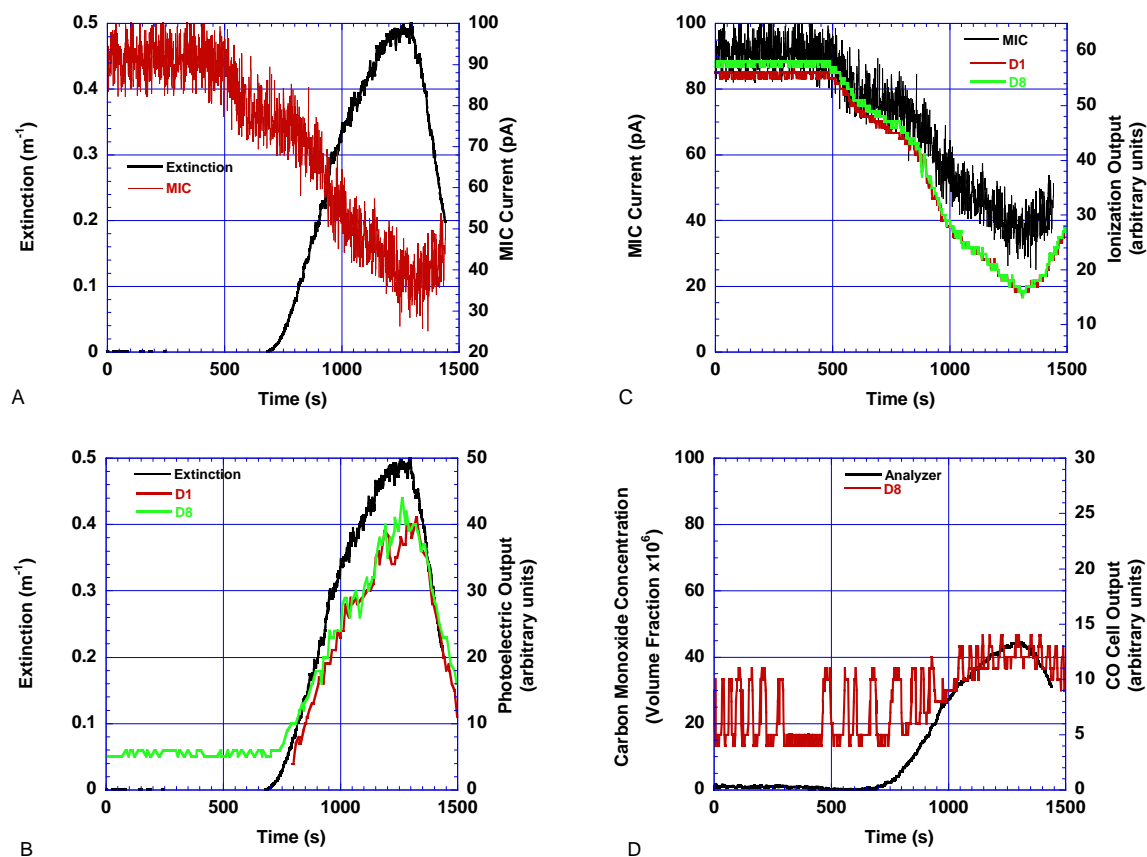 0.5
0.4
0.3
0.2
0.1
0
Extinction (m-1)
100
90
80
70
60
50
40
30
20
MIC Current (pA)
Extinction
MIC
0
500
1000
1500
Time (s)
A
100
80
60
40
20
0
MIC Current (pA)
60
50
40
30
20
10
Ionization Output
(arbitrary units)
MIC
D1
D8
0
500
1000
1500
Time (s)
C
0.5
0.4
0.3
0.2
0.1
0
Extinction (m-1)
50
40
30
20
10
0
Photoelectric Output
(arbitrary units)
Extinction
D1
D8
0
500
1000
1500
Time (s)
B
100
80
60
40
20
0
Carbon Monoxide Concentration
(Volume Fraction x106)
30
25
20
15
10
5
0
CO Cell Output
(arbitrary units)
Analyzer
D8
0
500
1000
1500
Time (s)
D